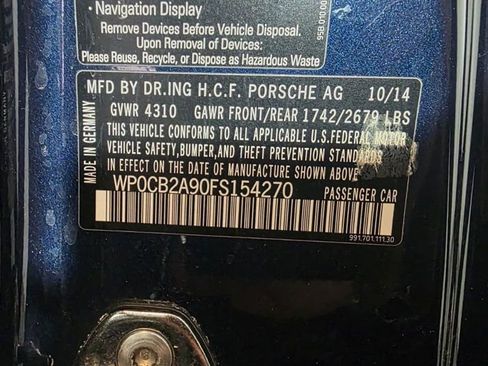 Navigation Display
Remove Devices Before Vehicle Disposal
Upon Removal of Devices:
Please Reuse, Recycle, or Dispose as Hazardous Waste
95B 010 00
MFD BY DR.ING H.C.F. PORSCHE AG 10/14
GVWR 4310 GAWR FRONT/REAR 1742/2679 LBS
THIS VEHICLE CONFORMS TO ALL APPLICABLE U.S.FEDERAL MOTOR
VEHICLE SAFETY,BUMPER,AND THEFT PREVENTION STANDARDS IN
EFFECT ON THE DATE OF MANUFACTURE SHOWN ABOVE.
WP0CB2A90FS154270 PASSENGER CAR
MADE IN GERMANY
991.701.111.30